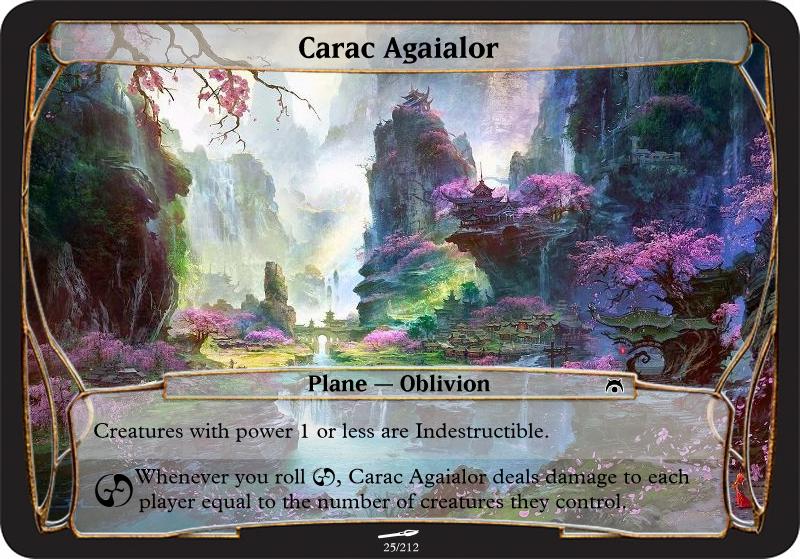 Carac Agaialor
Plane — Oblivion
Creatures with power 1 or less are Indestructible.
Whenever you roll , Carac Agaialor deals damage to each
player equal to the number of creatures they control.
25/212